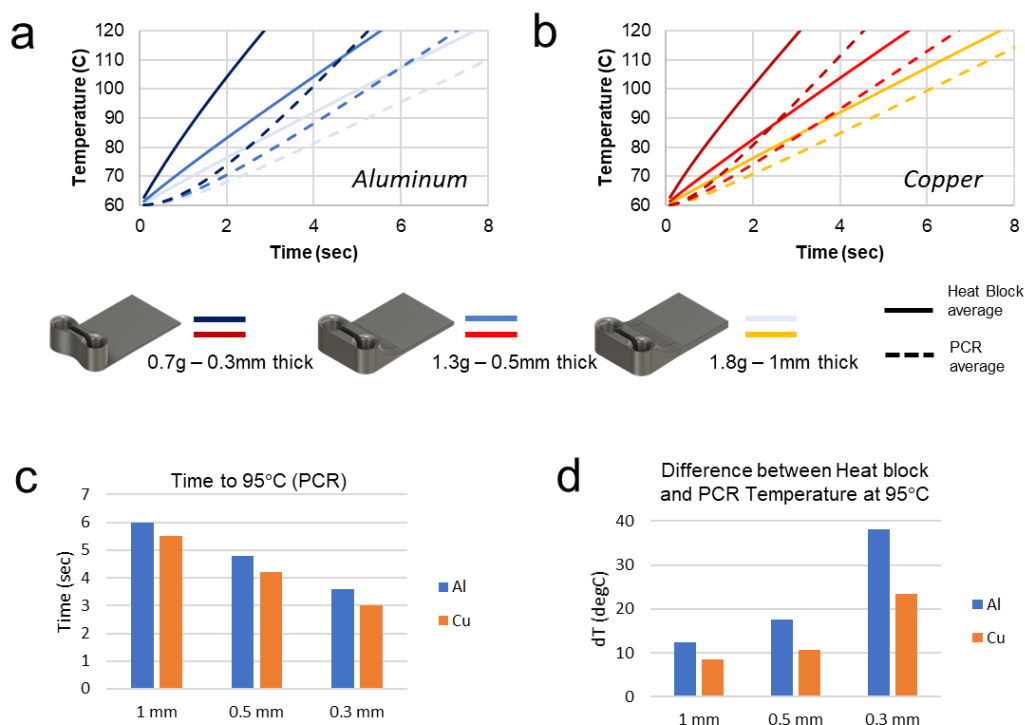 a
120
110
100
90
80
70
60
Temperature (C)
Aluminum
0
2
4
6
8
Time (sec)
b
120
110
100
90
80
70
60
Temperature (C)
Copper
0
2
4
6
8
Time (sec)
0.7g – 0.3mm thick
1.3g – 0.5mm thick
1.8g – 1mm thick
Heat Block
average
PCR
average
c
Time to 95°C (PCR)
7
6
5
4
3
2
1
0
Time (sec)
1 mm
0.5 mm
0.3 mm
Al
Cu
d
Difference between Heat block
and PCR Temperature at 95°C
40
30
20
10
0
dT (degC)
1 mm
0.5 mm
0.3 mm
Al
Cu